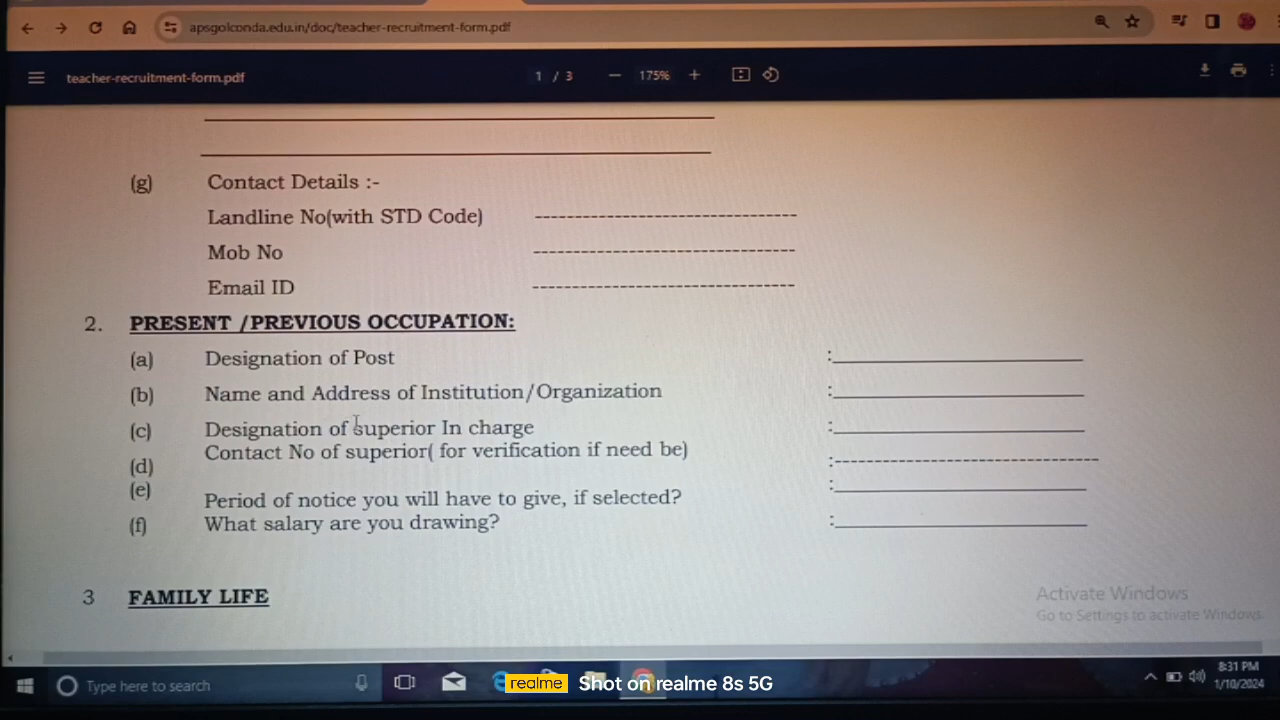 apsgolconda.edu.in/doc/teacher-recruitment-form.pdf
teacher-recruitment-form.pdf
1 / 3
175%
(g) Contact Details :-
Landline No(with STD Code)
Mob No
Email ID
2. PRESENT /PREVIOUS OCCUPATION:
(a) Designation of Post :
(b) Name and Address of Institution/Organization :
(c) Designation of superior In charge :
(d) Contact No of superior( for verification if need be) :
(e) Period of notice you will have to give, if selected? :
(f) What salary are you drawing? :
3 FAMILY LIFE
Activate Windows
Go to Settings to activate Windows.
Type here to search
8:31 PM
1/10/2024
realme Shot on realme 8s 5G